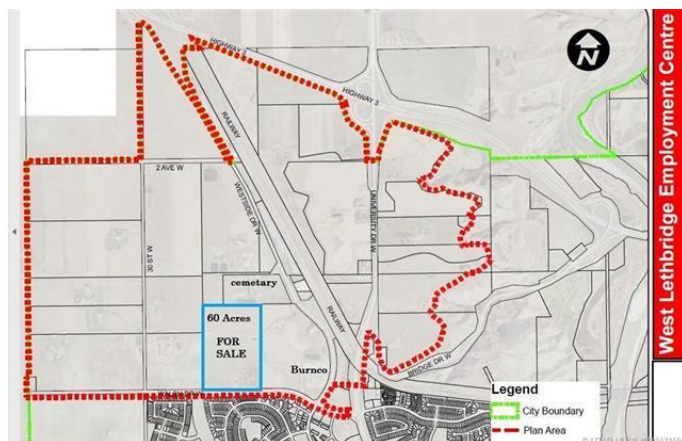 HIGHWAY 3
HIGHWAY 3
RAILWAY
2 AVE W
WESTSIDE DR W
UNIVERSITY DR W
30 ST W
cemetary
60 Acres
FOR
SALE
RAILWAY
Burnco
BRIDGE DR W
Legend
City Boundary
Plan Area
West Lethbridge Employment Centre
N